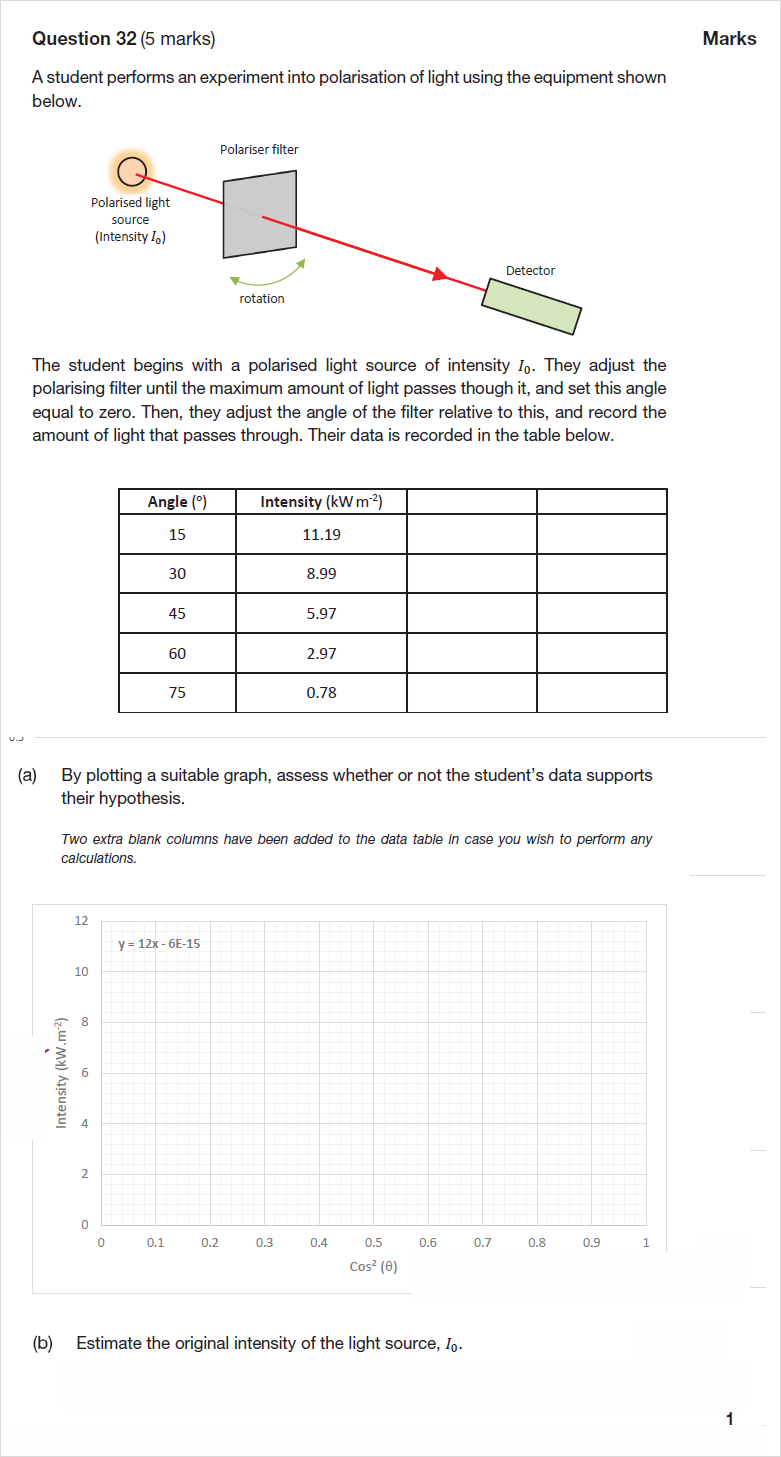 Question 32 (5 marks) Marks
A student performs an experiment into polarisation of light using the equipment shown
below.
Polariser filter
Polarised light
source
(Intensity I₀)
Detector
rotation
The student begins with a polarised light source of intensity I₀. They adjust the
polarising filter until the maximum amount of light passes though it, and set this angle
equal to zero. Then, they adjust the angle of the filter relative to this, and record the
amount of light that passes through. Their data is recorded in the table below.
Angle (°) Intensity (kW m⁻²)
15 11.19
30 8.99
45 5.97
60 2.97
75 0.78
(a) By plotting a suitable graph, assess whether or not the student's data supports
their hypothesis.
Two extra blank columns have been added to the data table in case you wish to perform any
calculations.
12
y = 12x - 6E-15
10
8
Intensity (kW.m⁻²)
6
4
2
0
0 0.1 0.2 0.3 0.4 0.5 0.6 0.7 0.8 0.9 1
Cos² (θ)
(b) Estimate the original intensity of the light source, I₀.
1